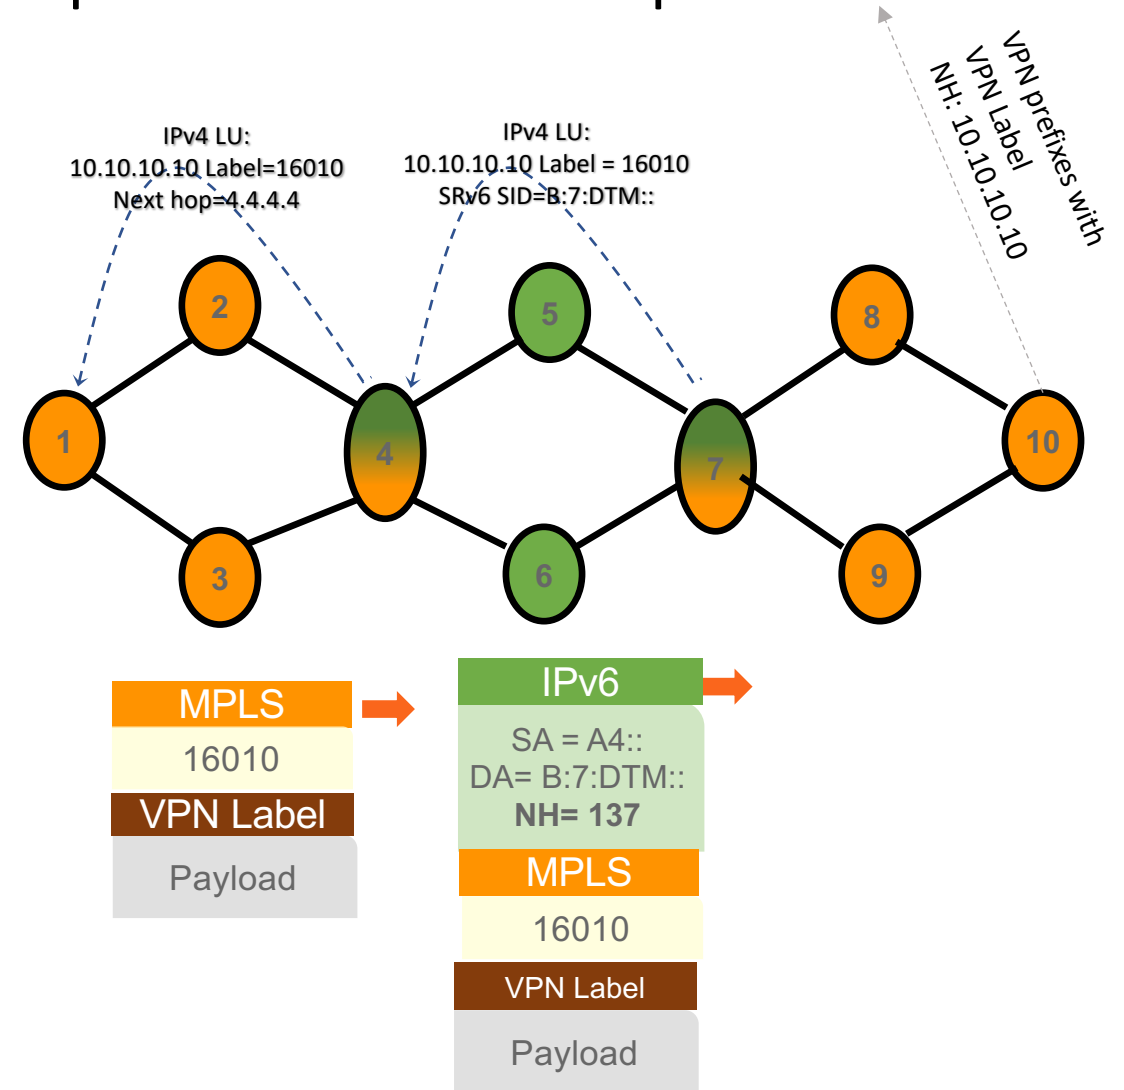 IPv4 LU:
10.10.10.10 Label=16010
Next hop=4.4.4.4
IPv4 LU:
10.10.10.10 Label = 16010
SRv6 SID=B:7:DTM::
VPN prefixes with
VPN Label
NH: 10.10.10.10
2
5
8
1
4
7
10
3
6
9
MPLS
16010
VPN Label
Payload
IPv6
SA = A4::
DA= B:7:DTM::
NH= 137
MPLS
16010
VPN Label
Payload